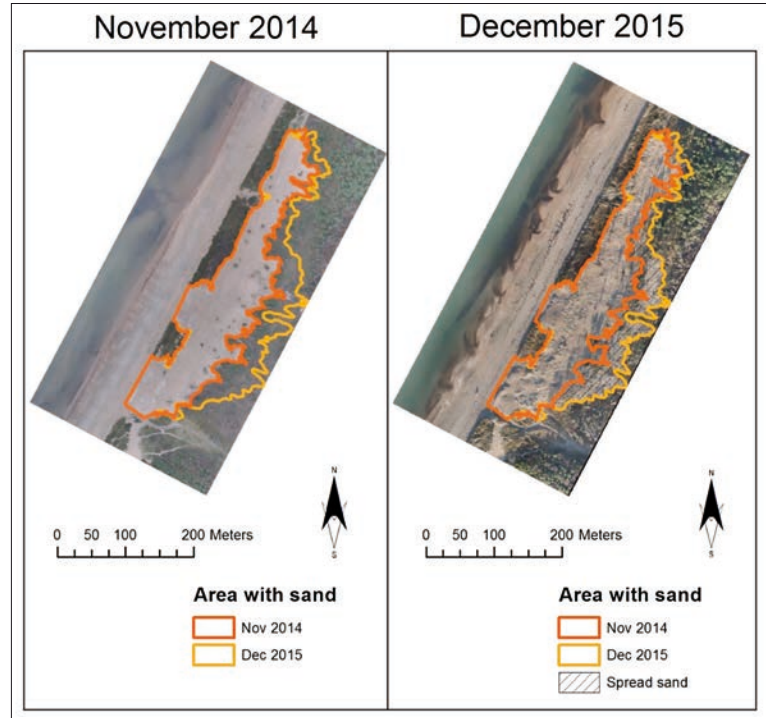 November 2014
December 2015
N
S
0 50 100 200 Meters
Area with sand
Nov 2014
Dec 2015
N
S
0 50 100 200 Meters
Area with sand
Nov 2014
Dec 2015
Spread sand